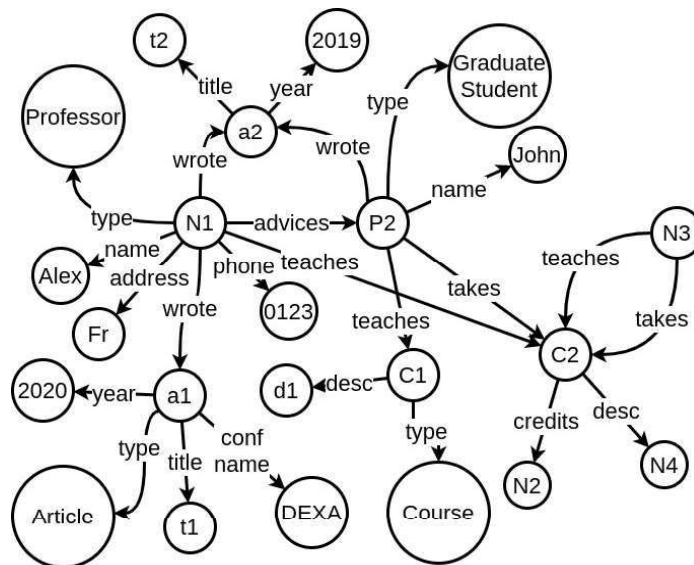 t2
2019
Graduate
Student
title
year
type
Professor
a2
wrote
John
wrote
name
type
N1
advices
P2
N3
name
phone
teaches
teaches
Alex
address
takes
0123
takes
wrote
Fr
teaches
C2
2020
year
a1
d1
desc
C1
credits
desc
type
conf
name
type
title
N2
N4
Article
t1
DEXA
Course